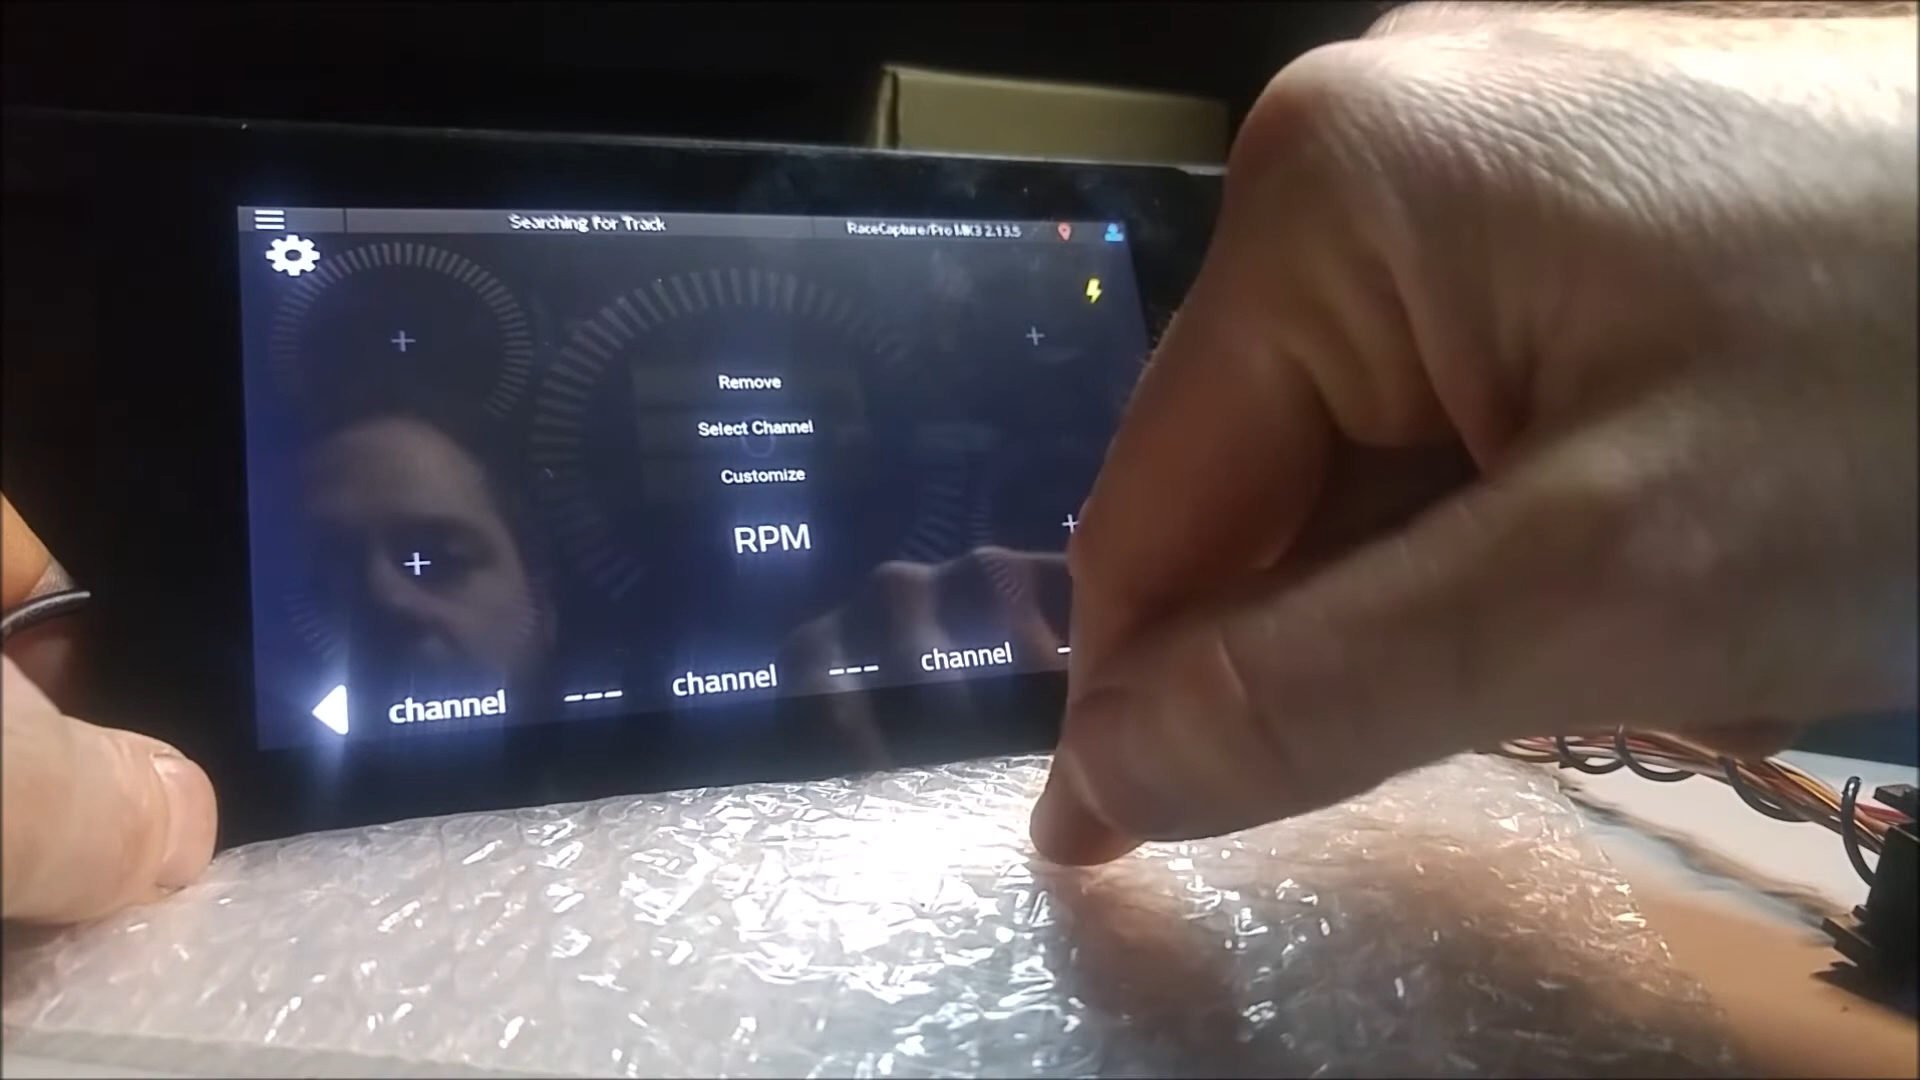 Searching for Track
RaceCapture/Pro MK3 2.13.5
Remove
Select Channel
Customize
RPM
channel --- channel --- channel